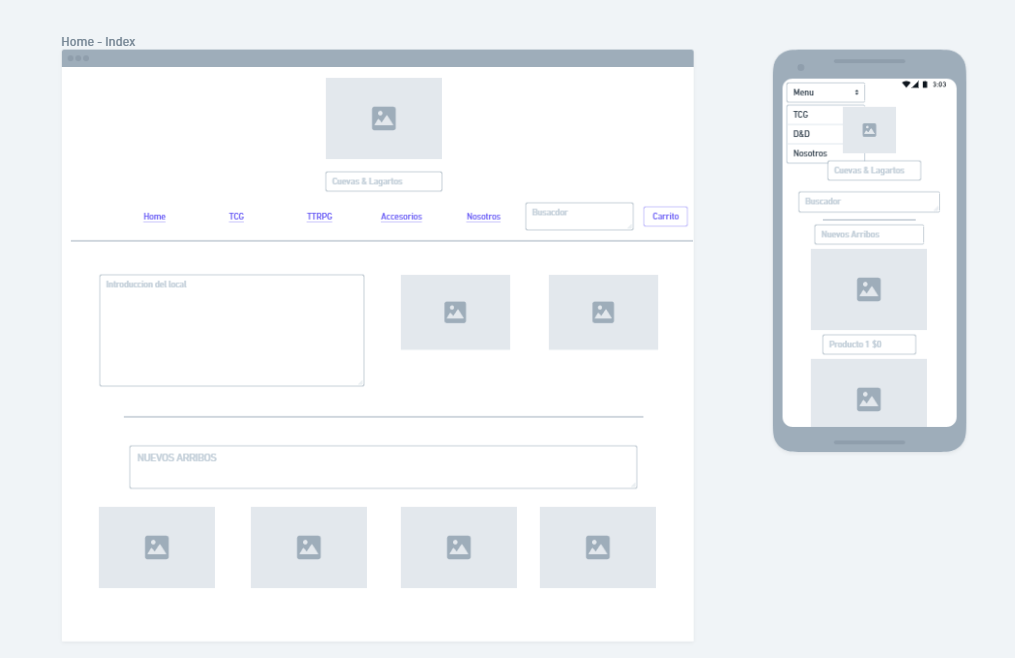 Home - Index
Cuevas & Lagartos
Home
TCG
TTRPG
Accesorios
Nosotros
Busacdor
Carrito
Introduccion del local
NUEVOS ARRIBOS
3:03
Menu
TCG
D&D
Nosotros
Cuevas & Lagartos
Buscador
Nuevos Arribos
Producto 1 $0